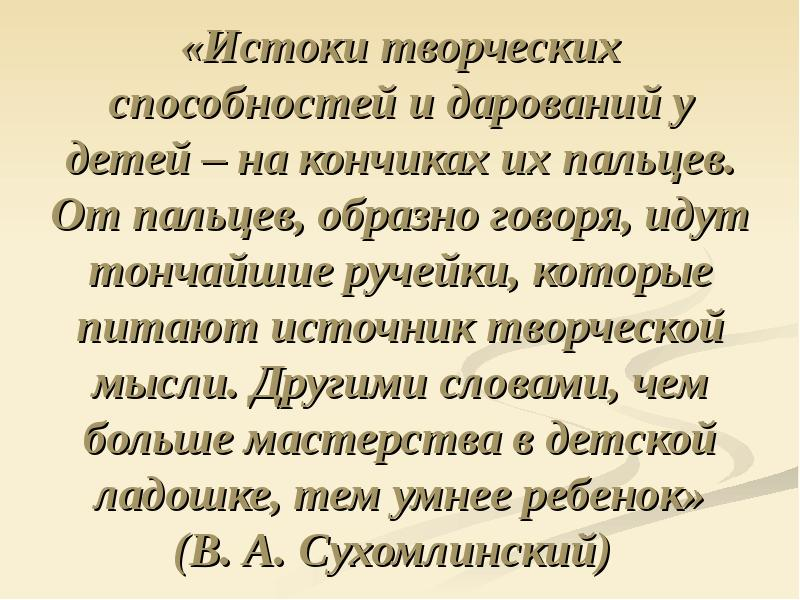 «Истоки творческих
способностей и дарований у
детей – на кончиках их пальцев.
От пальцев, образно говоря, идут
тончайшие ручейки, которые
питают источник творческой
мысли. Другими словами, чем
больше мастерства в детской
ладошке, тем умнее ребенок»
(В. А. Сухомлинский)